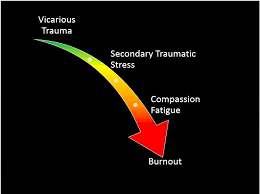 Vicarious
Trauma
Secondary Traumatic
Stress
Compassion
Fatigue
Burnout